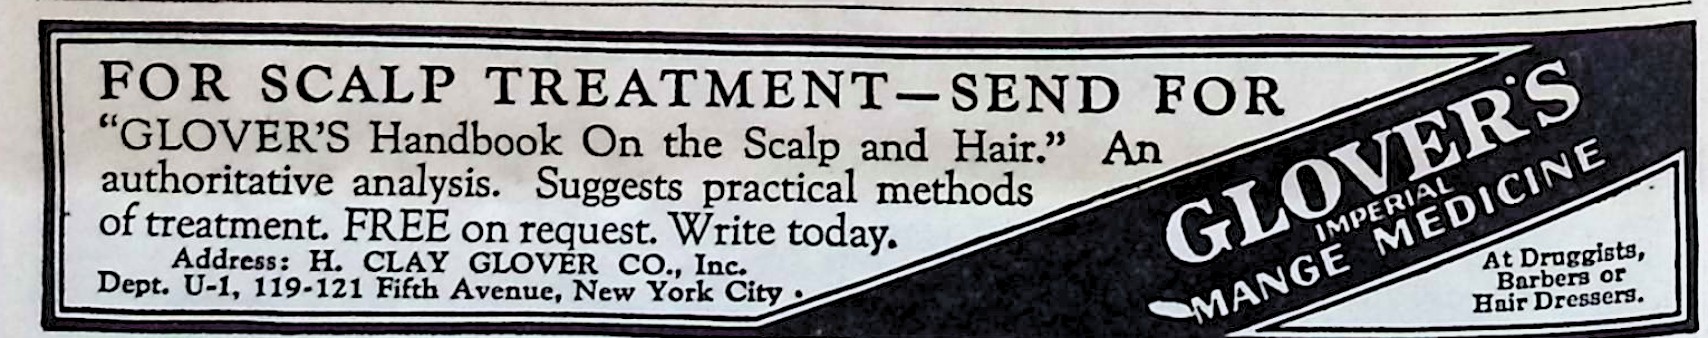 FOR SCALP TREATMENT—SEND FOR
“GLOVER'S Handbook On the Scalp and Hair.” An
authoritative analysis. Suggests practical methods
of treatment. FREE on request. Write today.
Address: H. CLAY GLOVER CO., Inc.
Dept. U-1, 119-121 Fifth Avenue, New York City.
GLOVER'S
IMPERIAL
MANGE MEDICINE
At Druggists,
Barbers or
Hair Dressers.